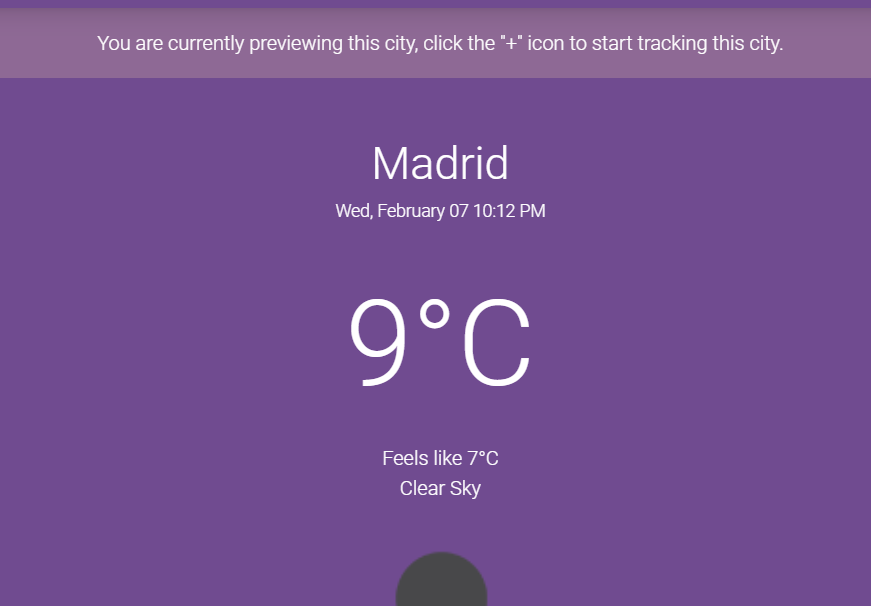 You are currently previewing this city, click the "+" icon to start tracking this city.
Madrid
Wed, February 07 10:12 PM
9°C
Feels like 7°C
Clear Sky